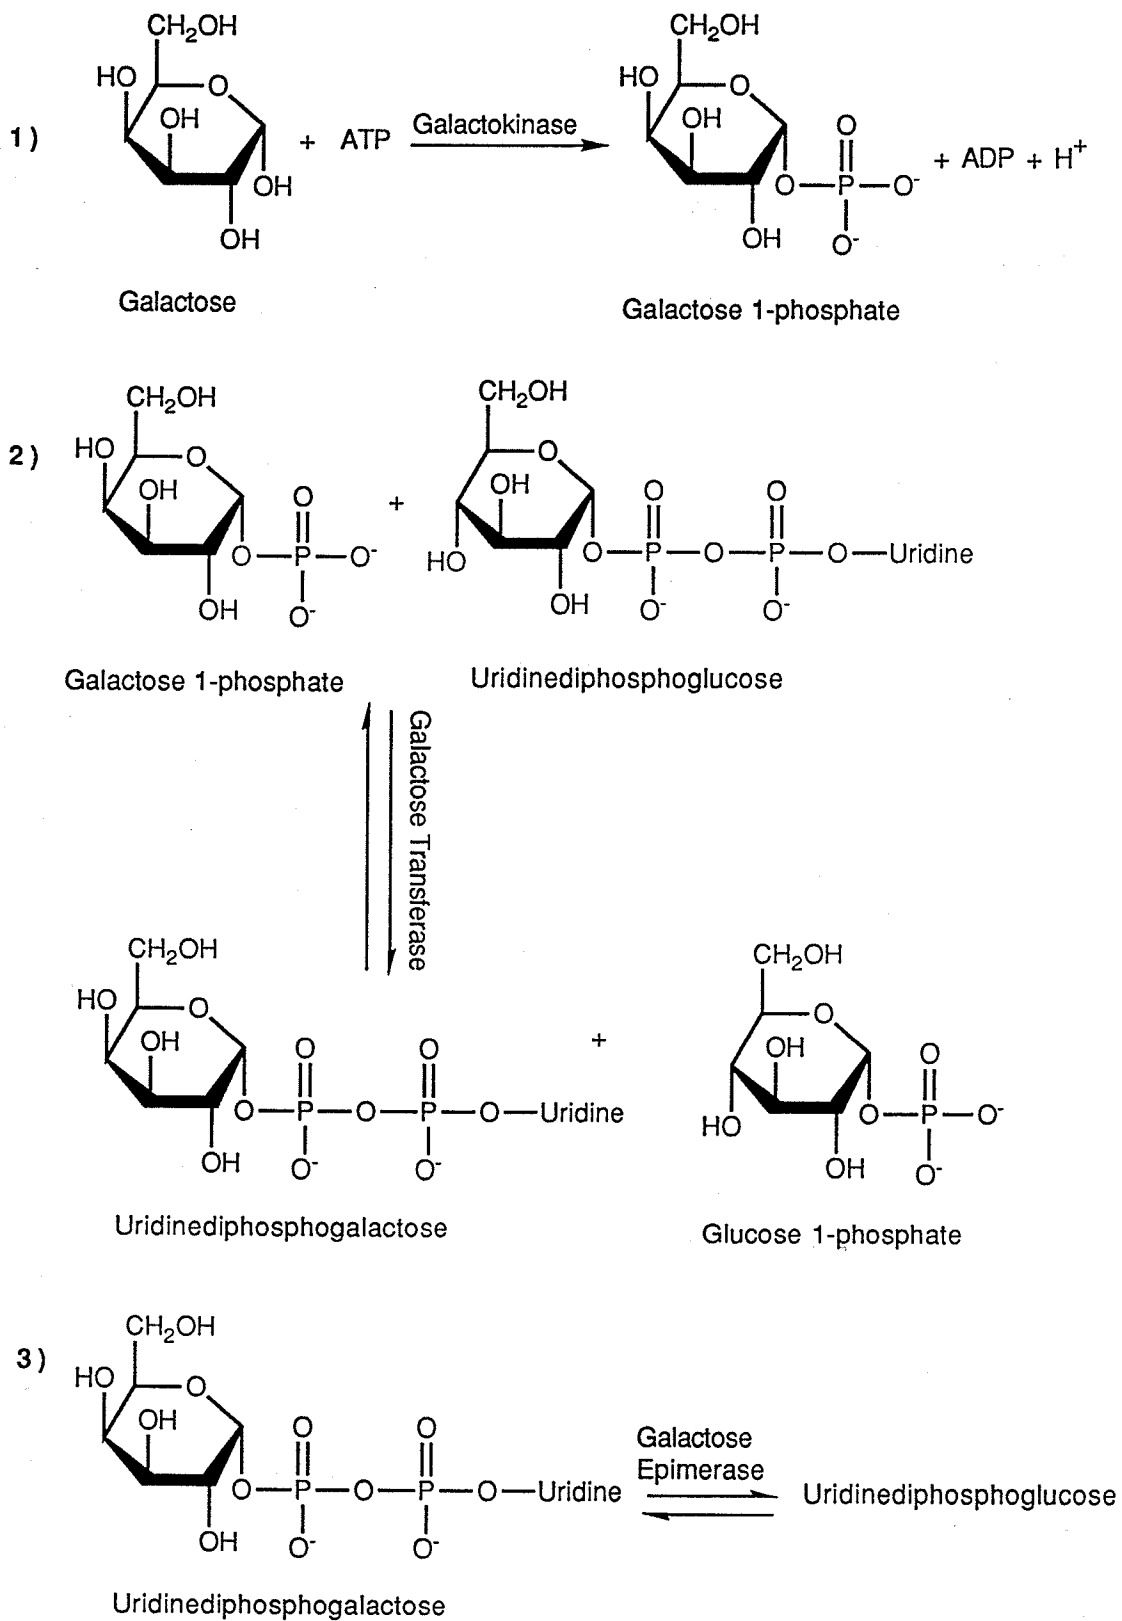 1)
CH₂OH
HO
O
OH
OH
OH
Galactose
+ ATP
Galactokinase
CH₂OH
HO
O
OH
O
OH
O
P
O⁻
O⁻
Galactose 1-phosphate
+ ADP + H⁺
2)
CH₂OH
HO
O
OH
O
OH
O
P
O⁻
O⁻
Galactose 1-phosphate
+
CH₂OH
O
OH
HO
O
OH
O
P
O⁻
O
O
P
O⁻
O
Uridine
Uridinediphosphoglucose
Galactose Transferase
CH₂OH
HO
O
OH
O
OH
O
P
O⁻
O
O
P
O⁻
O
Uridine
Uridinediphosphogalactose
+
CH₂OH
O
OH
HO
O
OH
O
P
O⁻
O⁻
Glucose 1-phosphate
3)
CH₂OH
HO
O
OH
O
OH
O
P
O⁻
O
O
P
O⁻
O
Uridine
Uridinediphosphogalactose
Galactose
Epimerase
Uridinediphosphoglucose